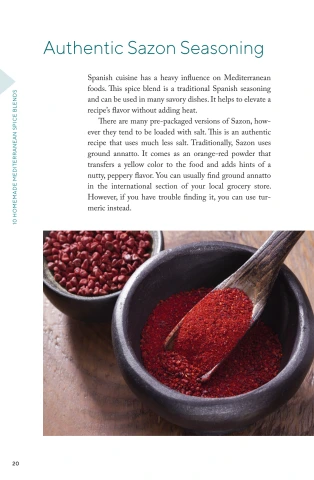 Authentic Sazon Seasoning
10 HOMEMADE MEDITERRANEAN SPICE BLENDS
Spanish cuisine has a heavy influence on Mediterranean
foods. This spice blend is a traditional Spanish seasoning
and can be used in many savory dishes. It helps to elevate a
recipe's flavor without adding heat.
There are many pre-packaged versions of Sazon, how-
ever they tend to be loaded with salt. This is an authentic
recipe that uses much less salt. Traditionally, Sazon uses
ground annatto. It comes as an orange-red powder that
transfers a yellow color to the food and adds hints of a
nutty, peppery flavor. You can usually find ground annatto
in the international section of your local grocery store.
However, if you have trouble finding it, you can use tur-
meric instead.
20